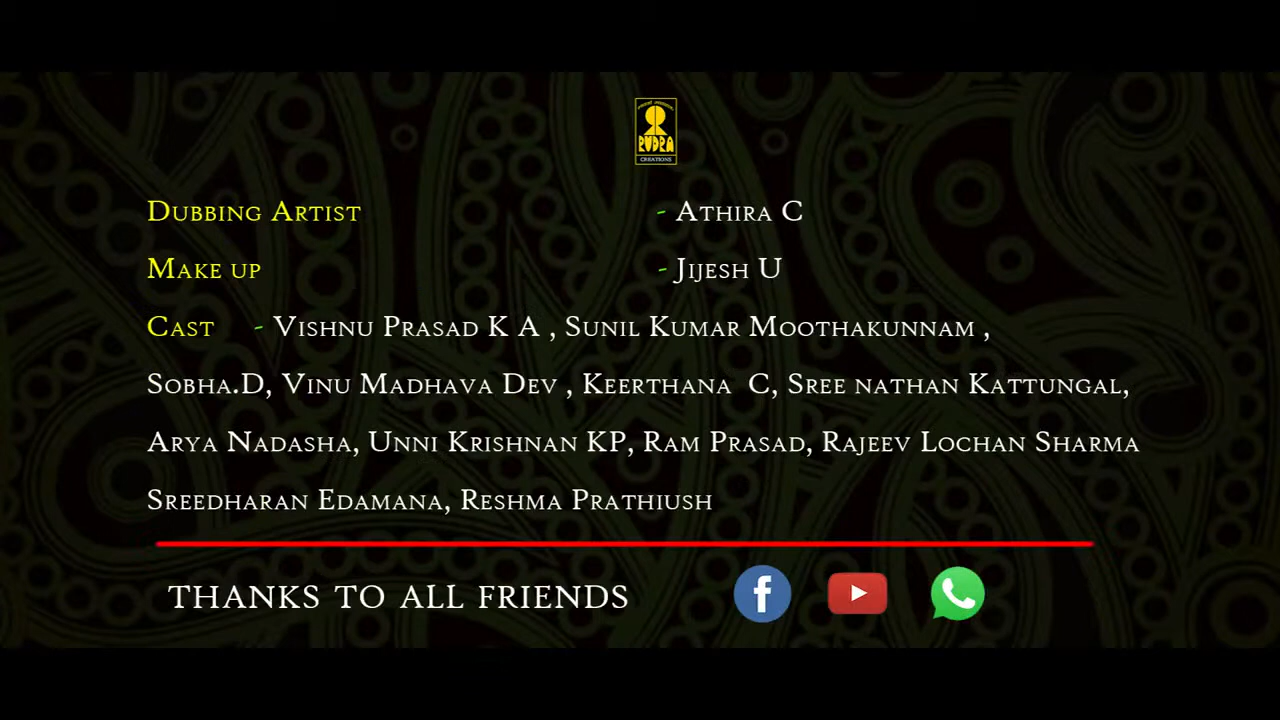 RUDRA
CREATIONS
DUBBING ARTIST - ATHIRA C
MAKE UP - JIJESH U
CAST - VISHNU PRASAD K A , SUNIL KUMAR MOOTHAKUNNAM ,
SOBHA.D, VINU MADHAVA DEV , KEERTHANA C, SREE NATHAN KATTUNGAL,
ARYA NADASHA, UNNI KRISHNAN KP, RAM PRASAD, RAJEEV LOCHAN SHARMA
SREEDHARAN EDAMANA, RESHMA PRATHIUSH
THANKS TO ALL FRIENDS